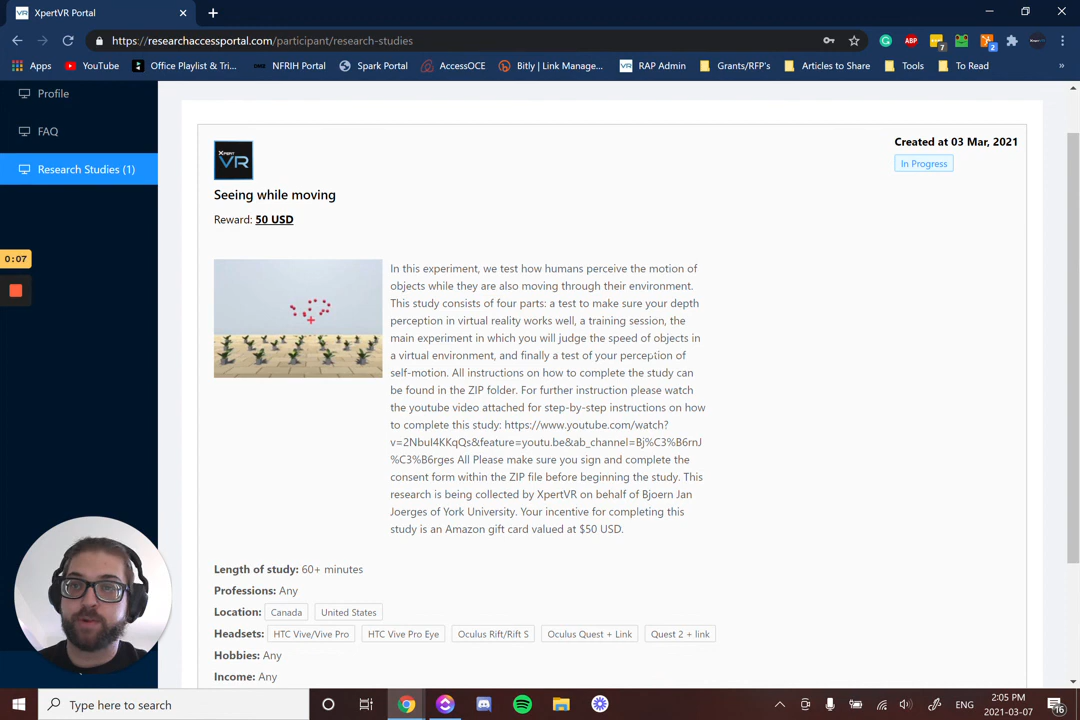 XpertVR Portal
https://researchaccessportal.com/participant/research-studies
Apps YouTube Office Playlist & Tri... NFRIH Portal Spark Portal AccessOCE Bitly | Link Manage... VR RAP Admin Grants/RFP's Articles to Share Tools To Read »
Profile
FAQ
Research Studies (1)
0:07
XPERT
VR
Created at 03 Mar, 2021
In Progress
Seeing while moving
Reward: 50 USD
In this experiment, we test how humans perceive the motion of
objects while they are also moving through their environment.
This study consists of four parts: a test to make sure your depth
perception in virtual reality works well, a training session, the
main experiment in which you will judge the speed of objects in
a virtual environment, and finally a test of your perception of
self-motion. All instructions on how to complete the study can
be found in the ZIP folder. For further instruction please watch
the youtube video attached for step-by-step instructions on how
to complete this study: https://www.youtube.com/watch?
v=2NbuI4KKqQs&feature=youtu.be&ab_channel=Bj%C3%B6rnJ
%C3%B6rges All Please make sure you sign and complete the
consent form within the ZIP file before beginning the study. This
research is being collected by XpertVR on behalf of Bjoern Jan
Joerges of York University. Your incentive for completing this
study is an Amazon gift card valued at $50 USD.
Length of study: 60+ minutes
Professions: Any
Location: Canada United States
Headsets: HTC Vive/Vive Pro HTC Vive Pro Eye Oculus Rift/Rift S Oculus Quest + Link Quest 2 + link
Hobbies: Any
Income: Any
Type here to search
ENG
2:05 PM
2021-03-07
16